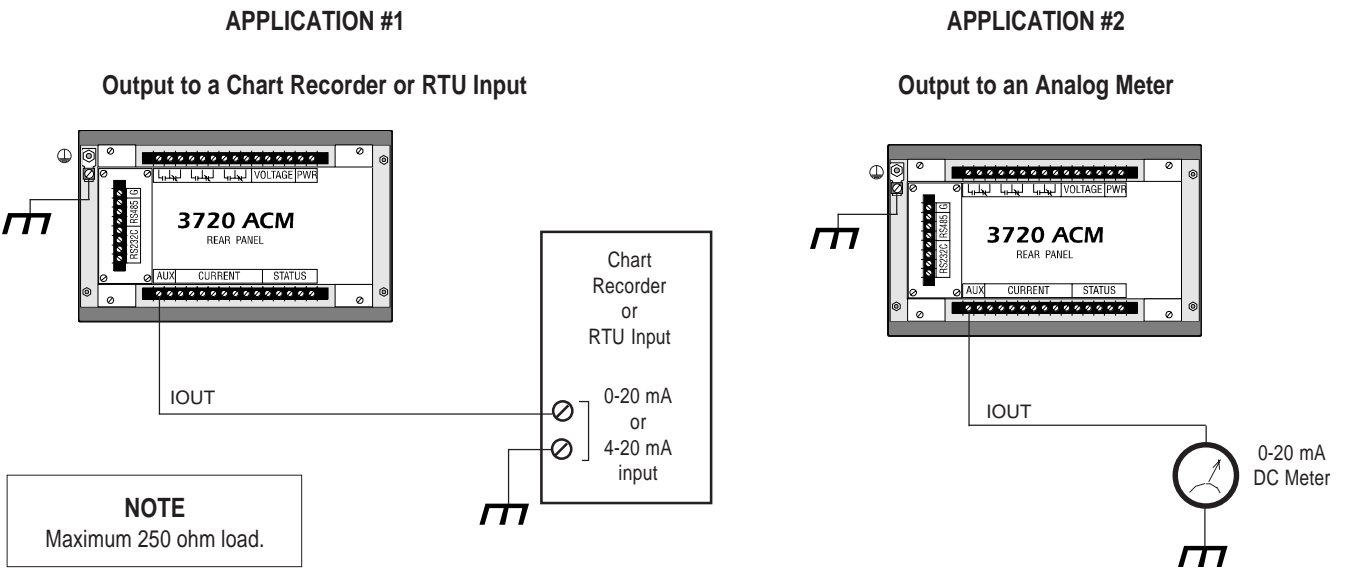 APPLICATION #1
Output to a Chart Recorder or RTU Input
VOLTAGE PWR
RS232C RS485 G
3720 ACM
REAR PANEL
AUX CURRENT STATUS
IOUT
Chart
Recorder
or
RTU Input
0-20 mA
or
4-20 mA
input
NOTE
Maximum 250 ohm load.
APPLICATION #2
Output to an Analog Meter
VOLTAGE PWR
RS232C RS485 G
3720 ACM
REAR PANEL
AUX CURRENT STATUS
IOUT
0-20 mA
DC Meter